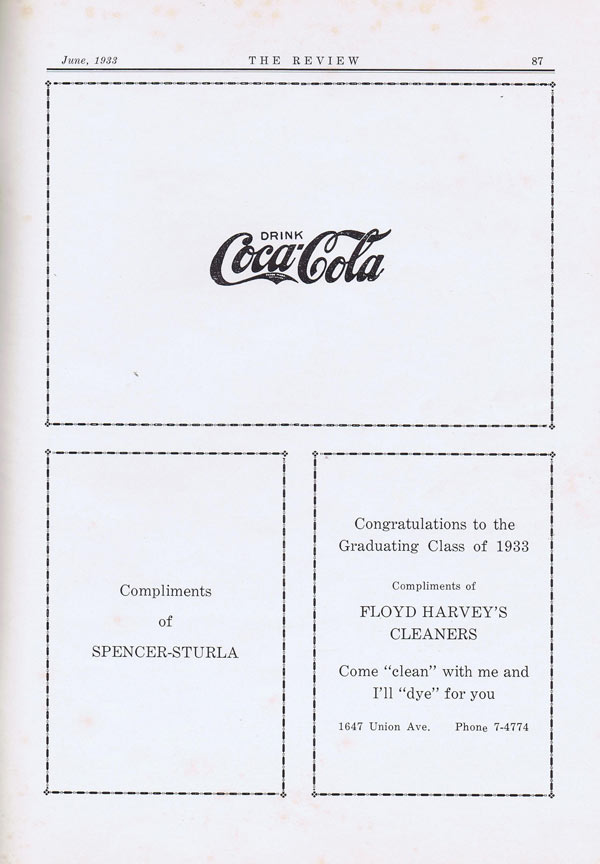 June, 1933 THE REVIEW 87
DRINK
Coca-Cola
Compliments
of
SPENCER-STURLA
Congratulations to the
Graduating Class of 1933
Compliments of
FLOYD HARVEY'S
CLEANERS
Come "clean" with me and
I'll "dye" for you
1647 Union Ave. Phone 7-4774